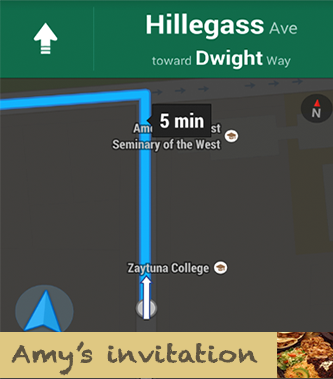 Hillegass Ave
toward Dwight Way
5 min
Seminary of the West
N
Zaytuna College
Amy's invitation